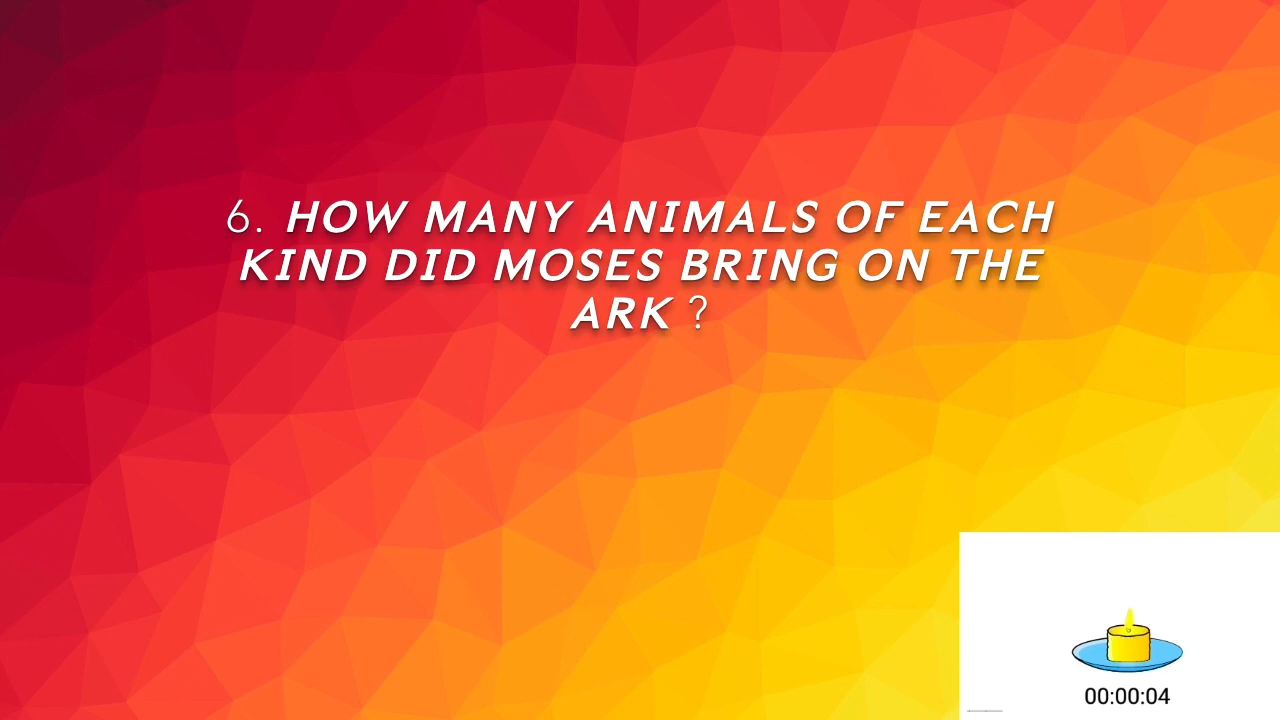 6. HOW MANY ANIMALS OF EACH
KIND DID MOSES BRING ON THE
ARK ?
00:00:04